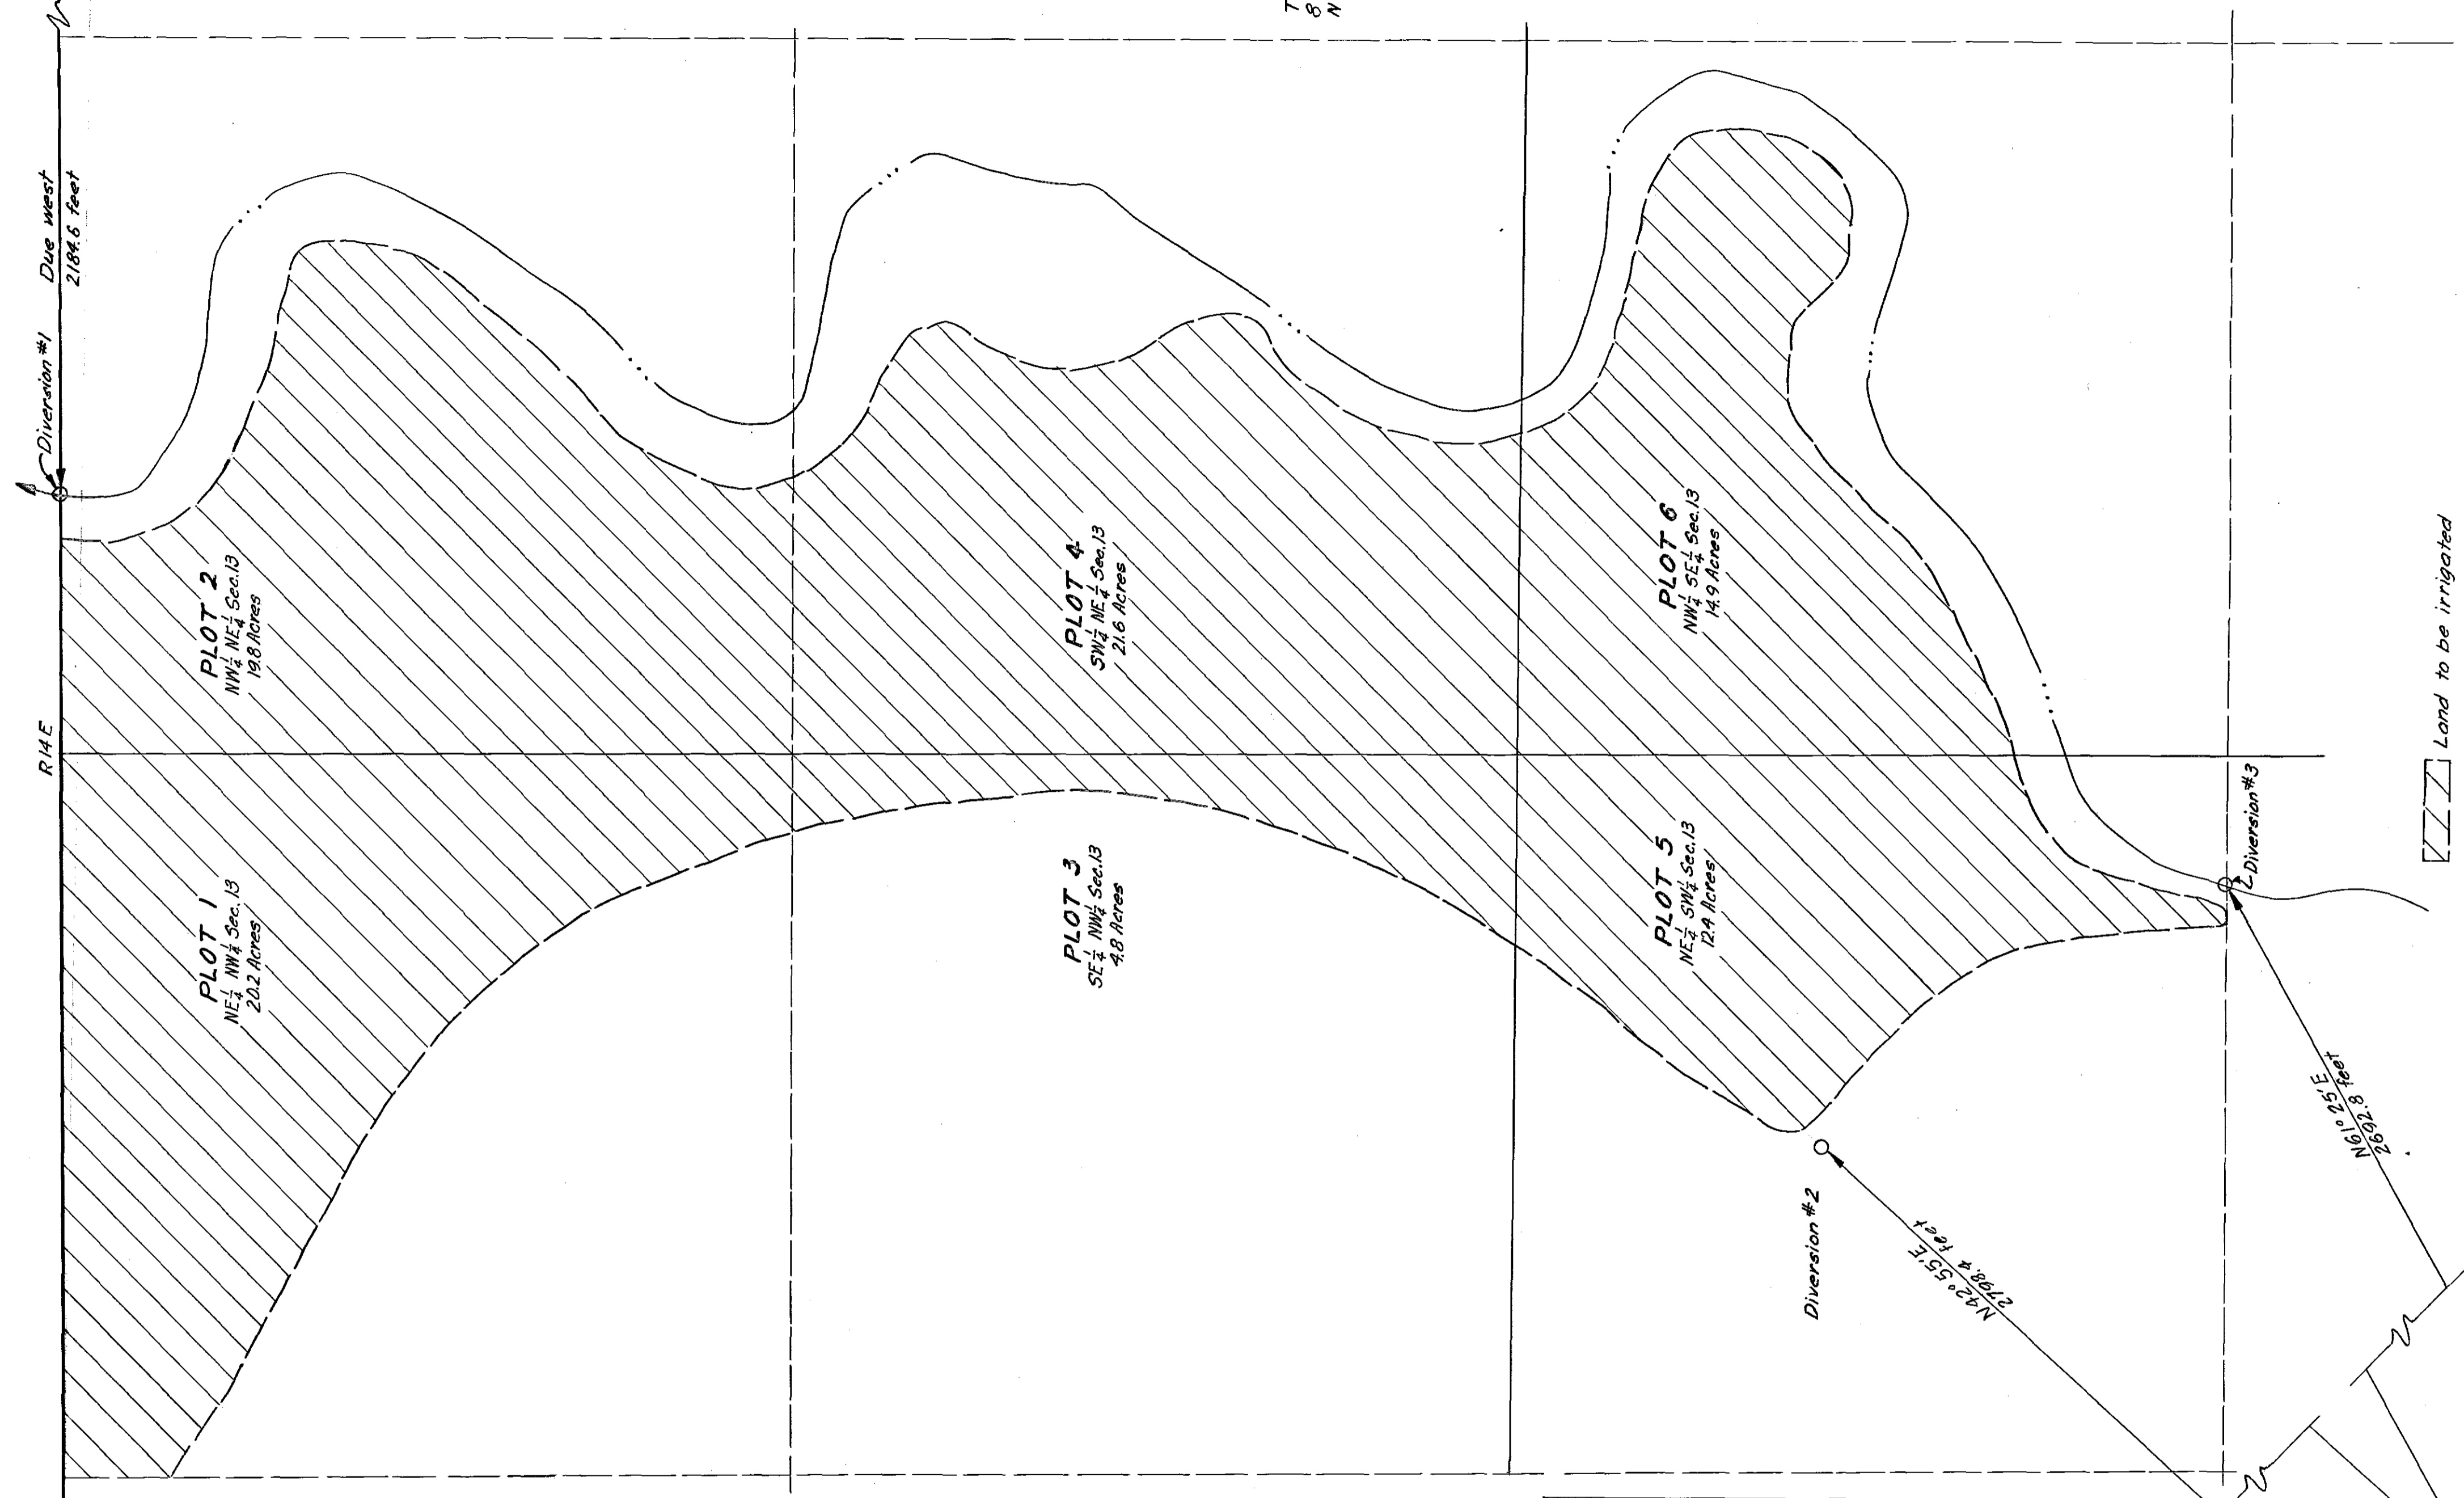 T
8
N
R14E
Diversion #1
Due west
2184.6 feet
PLOT 1
NE¼ NW¼ Sec.13
20.2 Acres
PLOT 2
NW¼ NE¼ Sec.13
19.8 Acres
PLOT 3
SE¼ NW¼ Sec.13
4.8 Acres
PLOT 4
SW¼ NE¼ Sec.13
21.6 Acres
PLOT 5
NE¼ SW¼ Sec.13
12.4 Acres
PLOT 6
NW¼ SE¼ Sec.13
14.9 Acres
Diversion #2
N42° 55'E
2798.4 feet
Diversion #3
N61° 25'E
2692.8 feet
Land to be irrigated